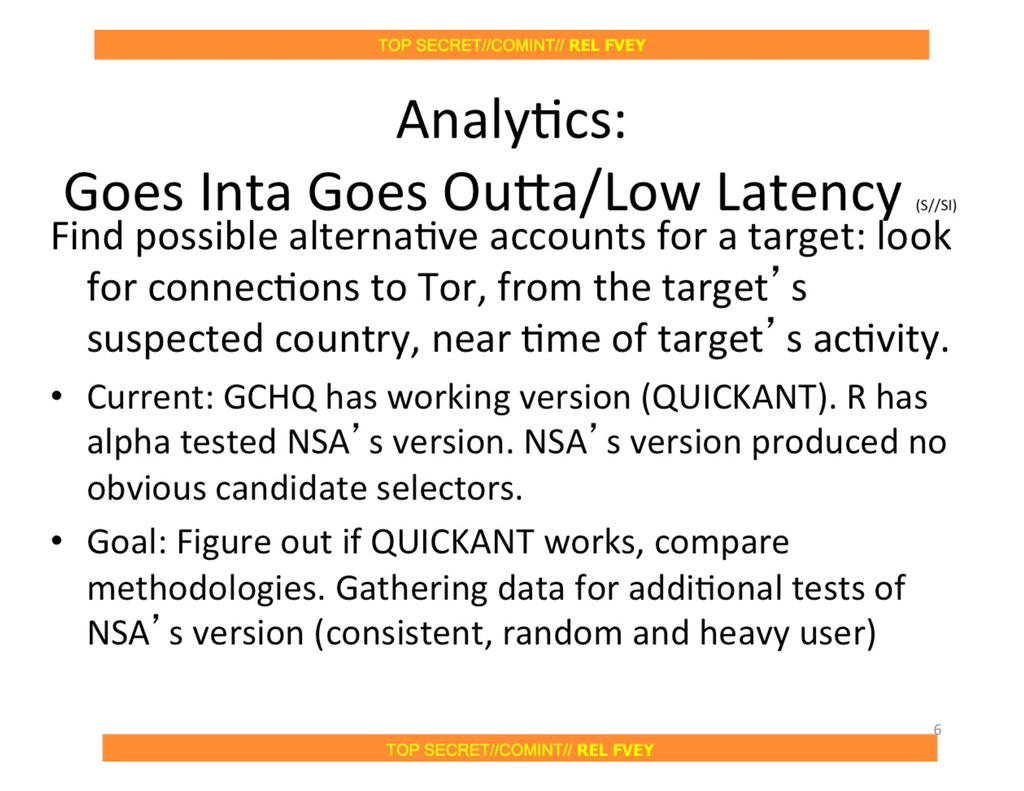 TOP SECRET//COMINT// REL FVEY
Analytics:
Goes Inta Goes Outta/Low Latency (S//SI)
Find possible alternative accounts for a target: look
for connections to Tor, from the target’s
suspected country, near time of target’s activity.
• Current: GCHQ has working version (QUICKANT). R has
alpha tested NSA’s version. NSA’s version produced no
obvious candidate selectors.
• Goal: Figure out if QUICKANT works, compare
methodologies. Gathering data for additional tests of
NSA’s version (consistent, random and heavy user)
6
TOP SECRET//COMINT// REL FVEY